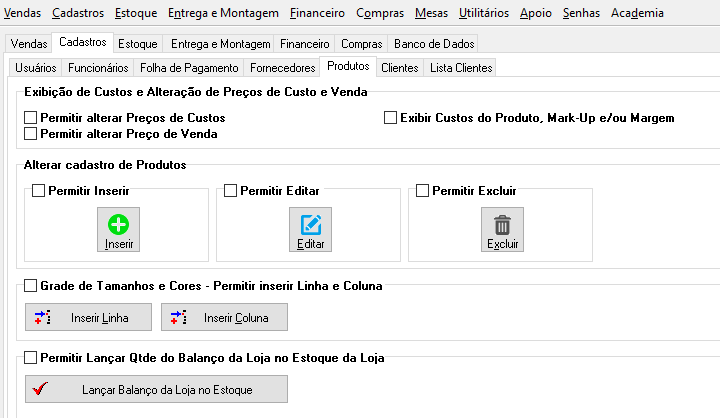 Vendas Cadastros Estoque Entrega e Montagem Financeiro Compras Mesas Utilitários Apoio Senhas Academia
Vendas Cadastros Estoque Entrega e Montagem Financeiro Compras Banco de Dados
Usuários Funcionários Folha de Pagamento Fornecedores Produtos Clientes Lista Clientes
Exibição de Custos e Alteração de Preços de Custo e Venda
Permitir alterar Preços de Custos Exibir Custos do Produto, Mark-Up e/ou Margem
Permitir alterar Preço de Venda
Alterar cadastro de Produtos
Permitir Inserir Permitir Editar Permitir Excluir
Inserir Editar Excluir
Grade de Tamanhos e Cores - Permitir inserir Linha e Coluna
Inserir Linha Inserir Coluna
Permitir Lançar Qtde do Balanço da Loja no Estoque da Loja
Lançar Balanço da Loja no Estoque